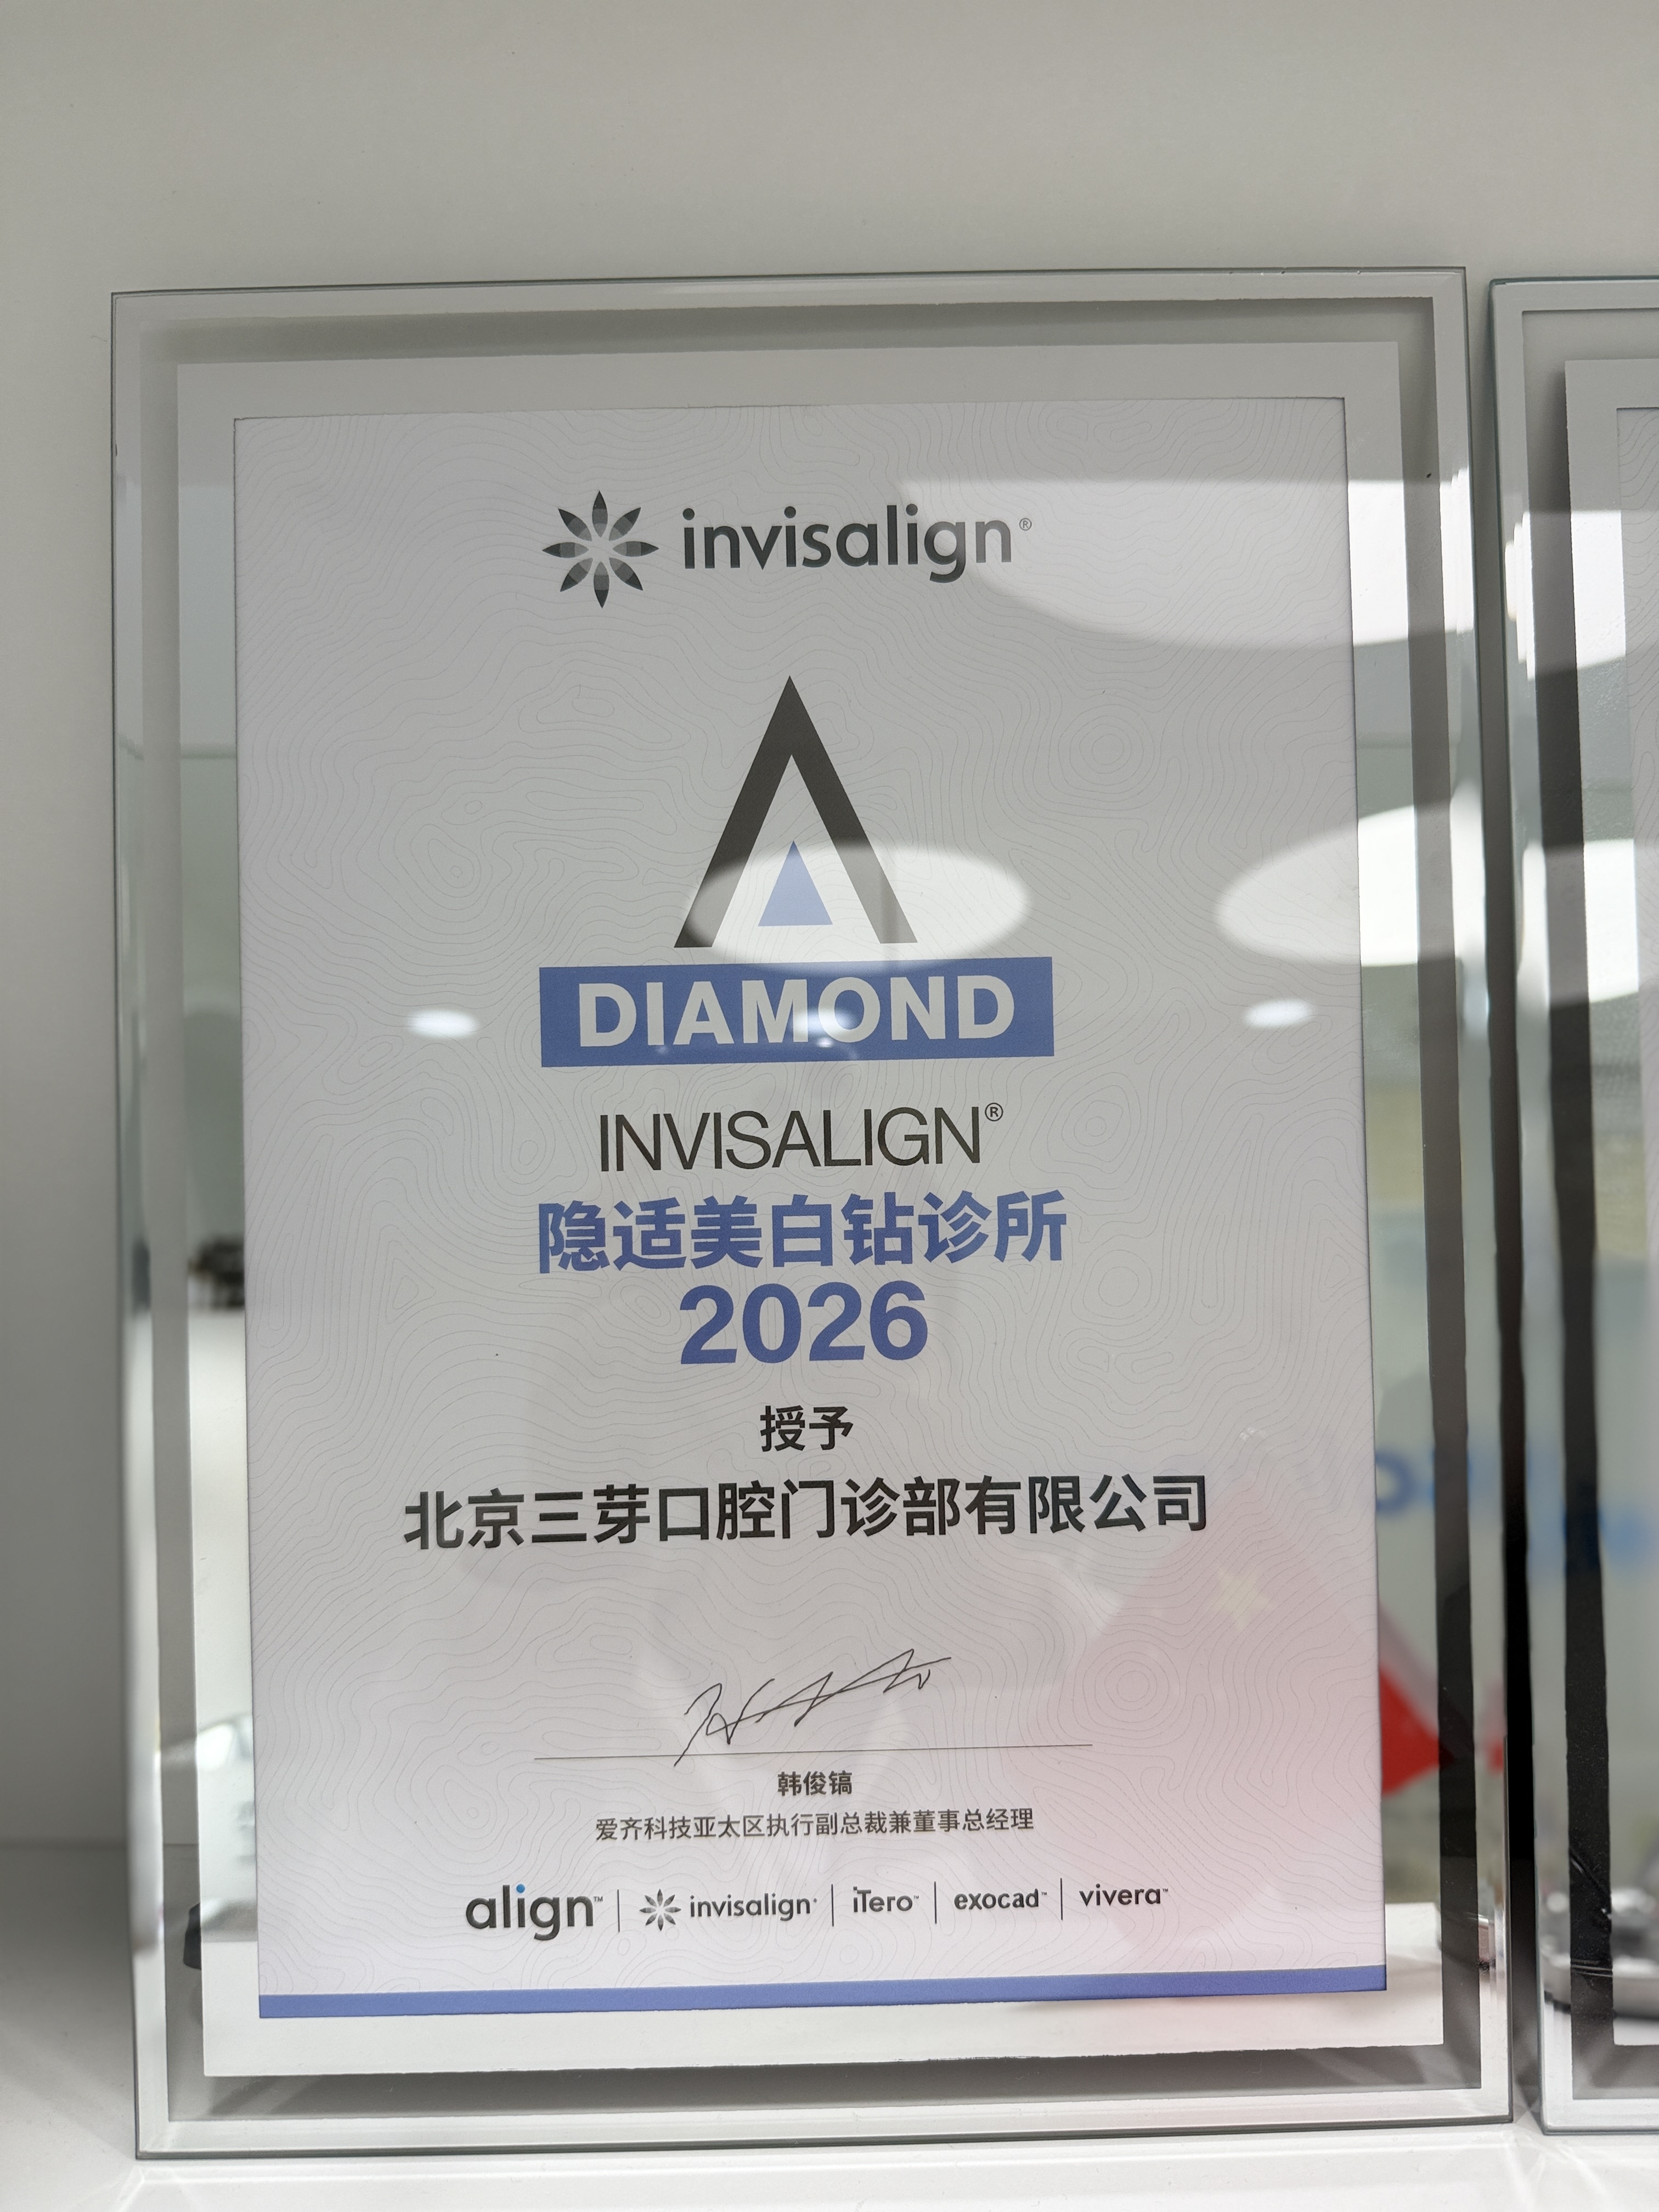 invisalign®
DIAMOND
INVISALIGN®
隐适美白钻诊所
2026
授予
北京三芽口腔门诊部有限公司
韩俊镐
爱齐科技亚太区执行副总裁兼董事总经理
align™ | invisalign® | iTero™ | exocad™ | vivera™